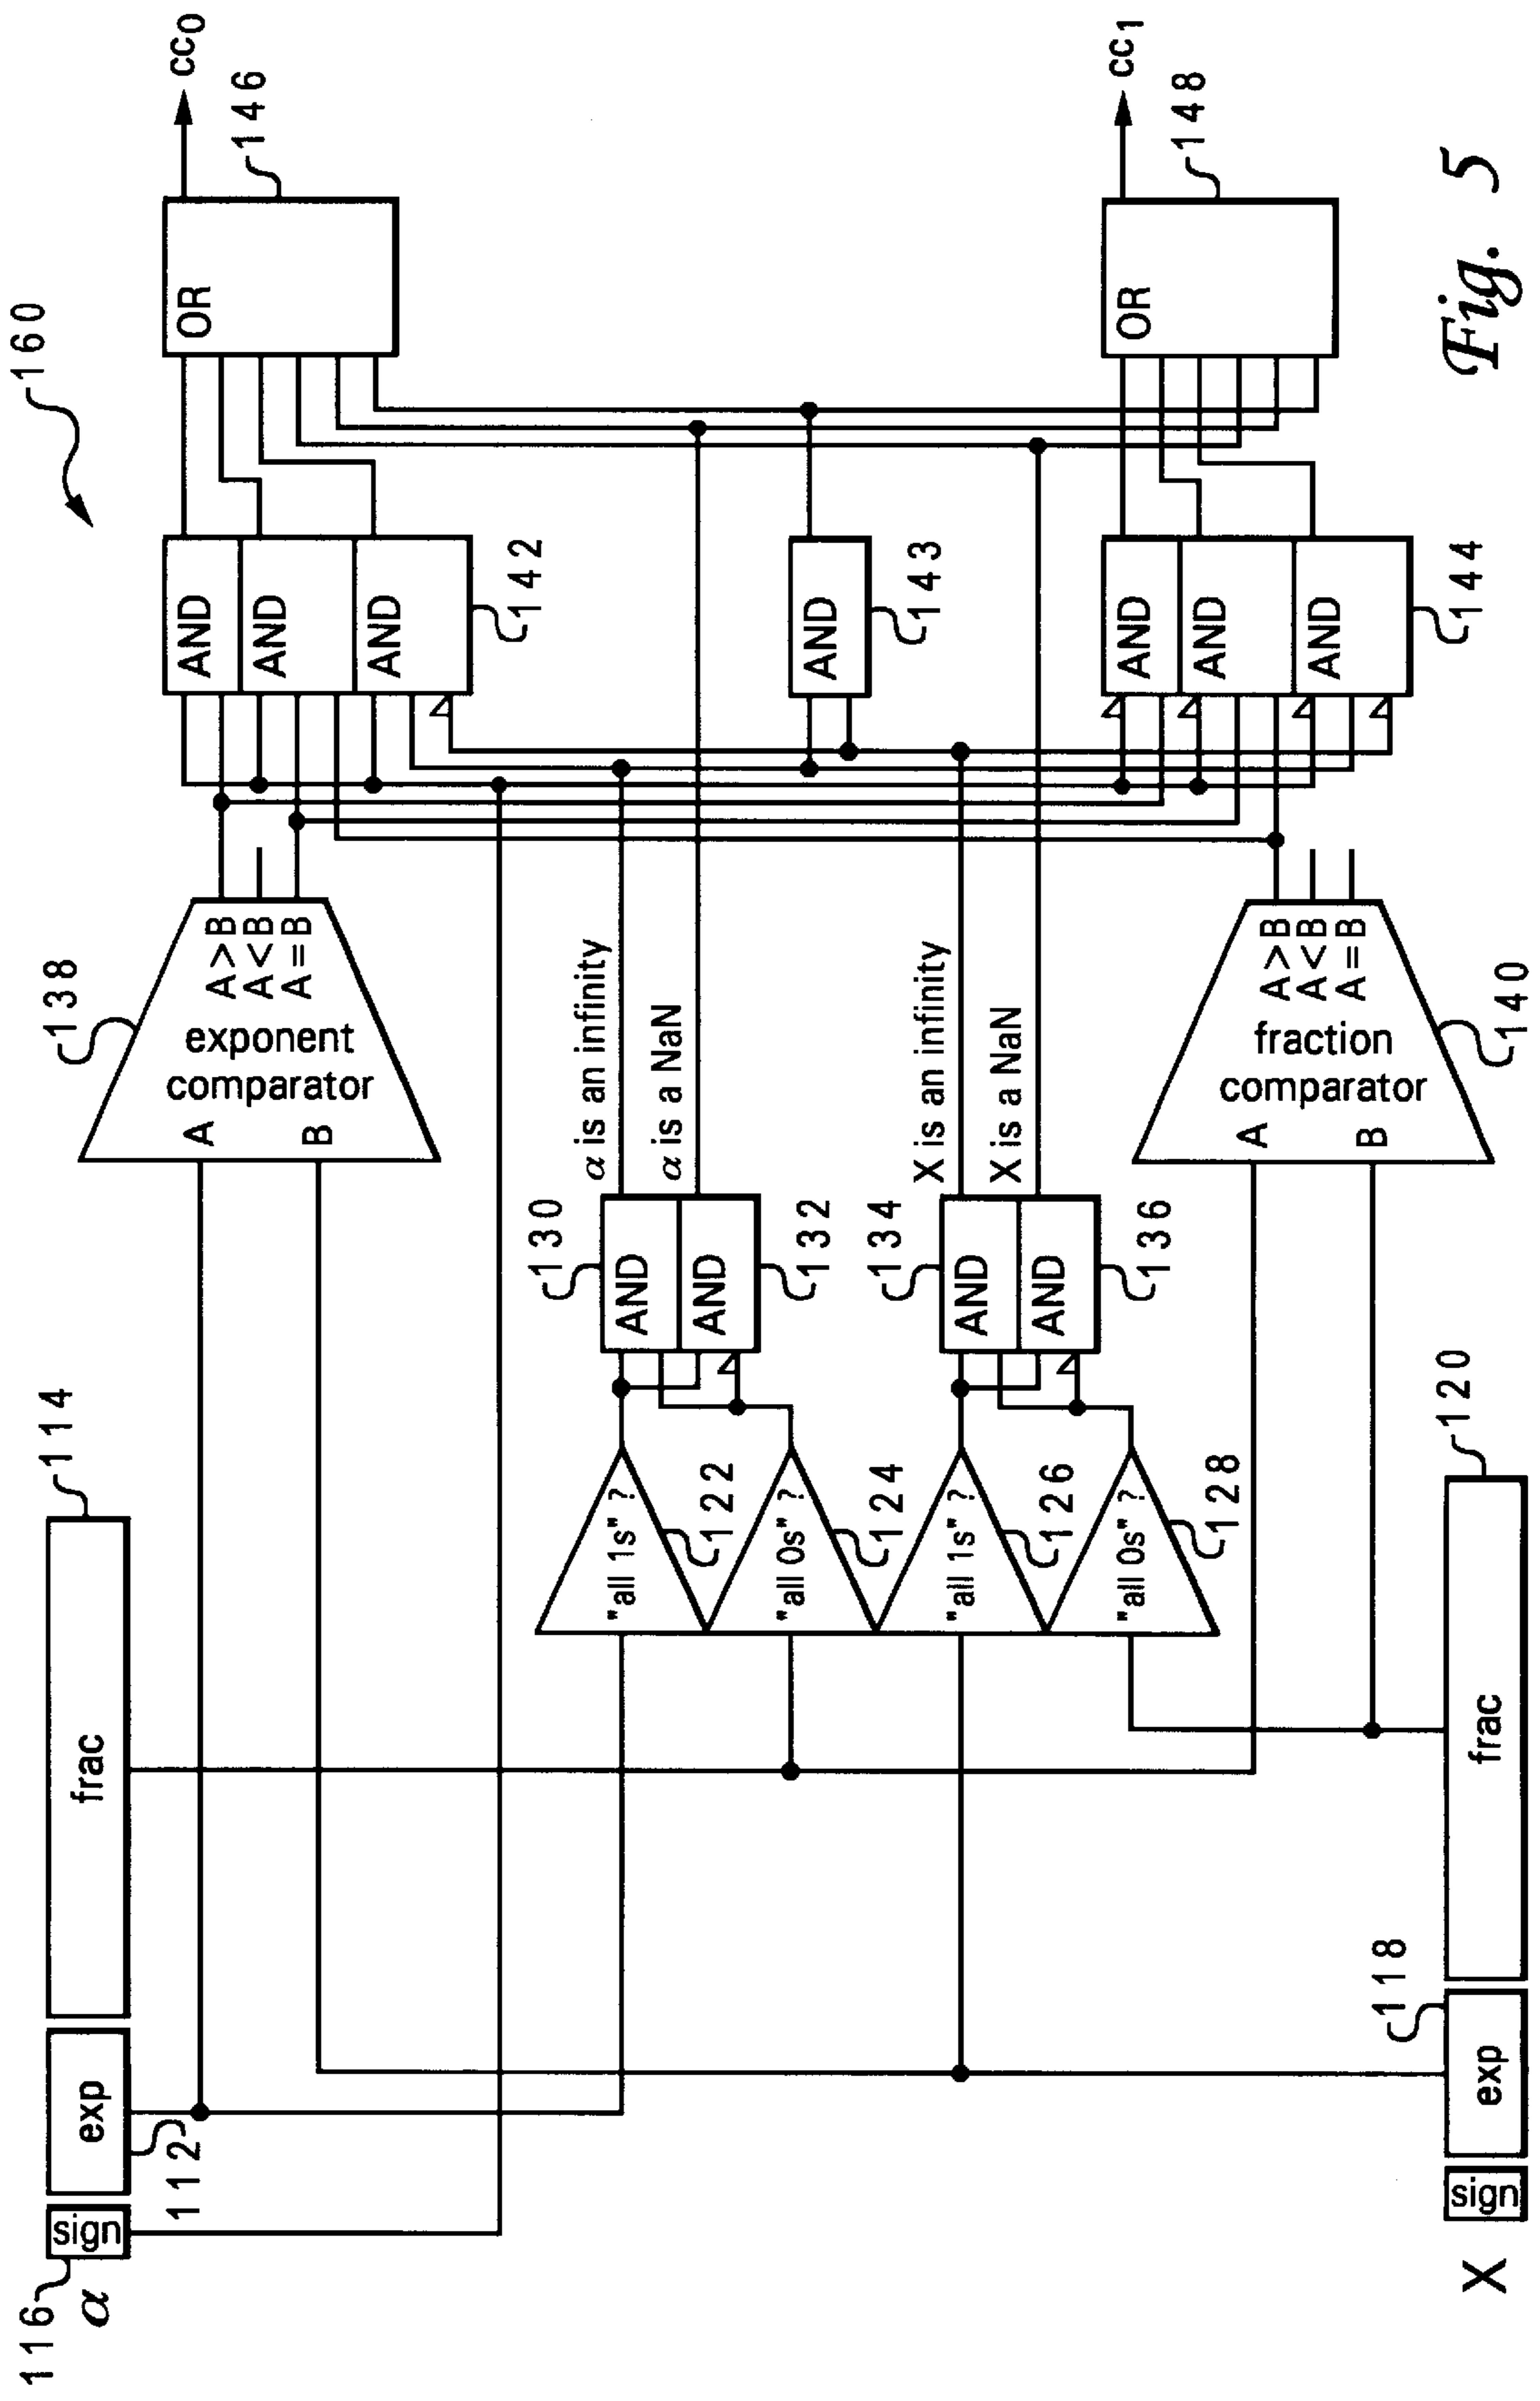 160
116
α
sign
exp
112
frac
114
138
exponent
comparator
A
B
A > B
A < B
A = B
AND
AND
AND
142
OR
146
cc0
"all 1s" ?
122
"all 0s" ?
124
"all 1s" ?
126
"all 0s" ?
128
130
AND
AND
132
134
AND
AND
136
α is an infinity
α is a NaN
X is an infinity
X is a NaN
AND
143
fraction
comparator
A
B
A > B
A < B
A = B
140
AND
AND
AND
144
OR
148
cc1
X
sign
exp
118
frac
120
Fig. 5